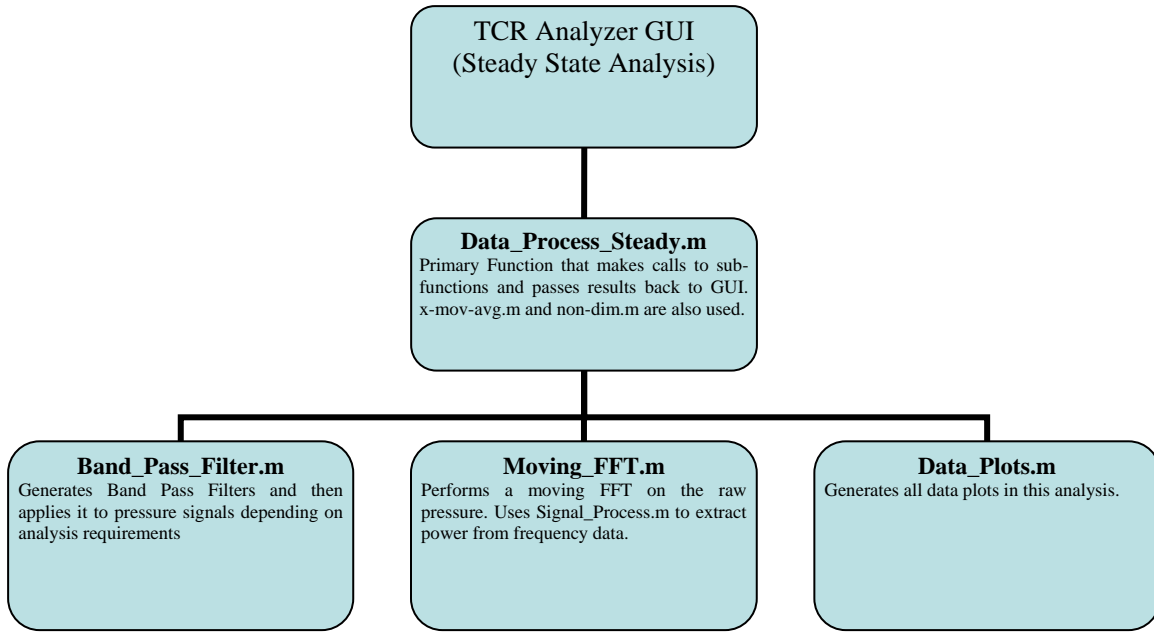 TCR Analyzer GUI
(Steady State Analysis)
Data_Process_Steady.m
Primary Function that makes calls to sub-
functions and passes results back to GUI.
x-mov-avg.m and non-dim.m are also used.
Band_Pass_Filter.m
Generates Band Pass Filters and then
applies it to pressure signals depending on
analysis requirements
Moving_FFT.m
Performs a moving FFT on the raw
pressure. Uses Signal_Process.m to extract
power from frequency data.
Data_Plots.m
Generates all data plots in this analysis.